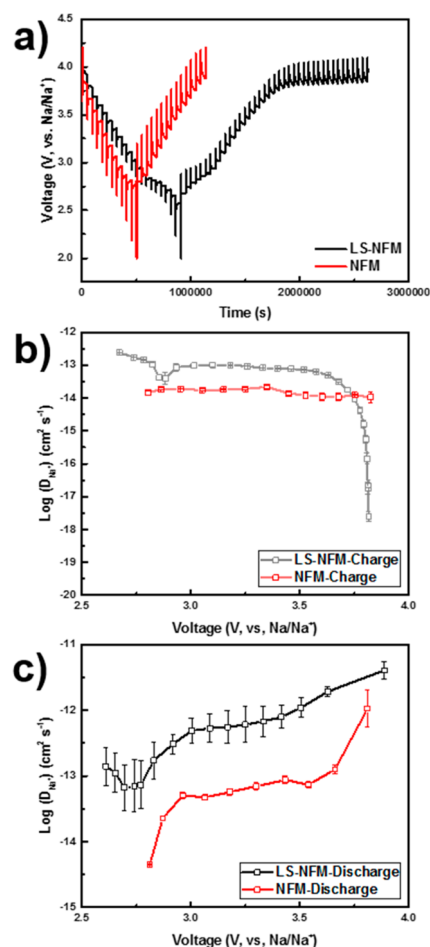 a)
Voltage (V, vs. Na/Na⁺)
4.0
3.5
3.0
2.5
2.0
LS-NFM
NFM
0 1000000 2000000 3000000
Time (s)
b)
Log (D_Na⁺) (cm² s⁻¹)
-12
-13
-14
-15
-16
-17
-18
-19
-20
LS-NFM-Charge
NFM-Charge
2.5 3.0 3.5 4.0
Voltage (V, vs, Na/Na⁺)
c)
Log (D_Na⁺) (cm² s⁻¹)
-11
-12
-13
-14
-15
LS-NFM-Discharge
NFM-Discharge
2.5 3.0 3.5 4.0
Voltage (V, vs, Na/Na⁺)